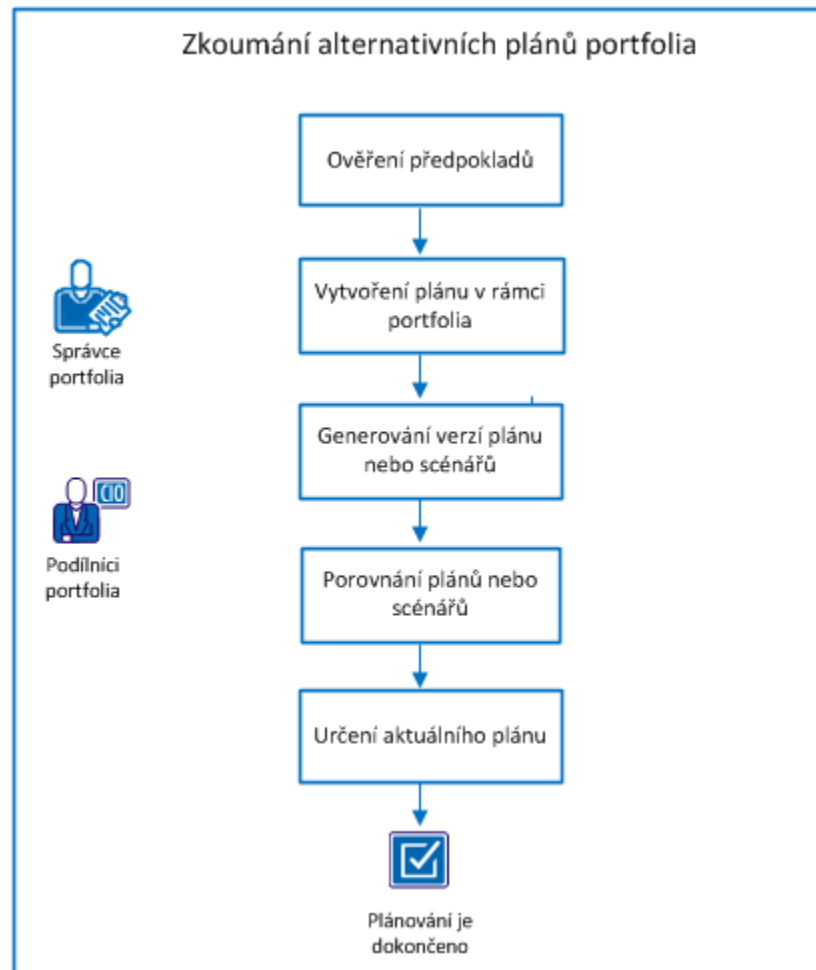 Zkoumání alternativních plánů portfolia
Ověření předpokladů
Vytvoření plánu v rámci
portfolia
Správce
portfolia
Generování verzí plánu
nebo scénářů
CIO
Podílníci
portfolia
Porovnání plánů nebo
scénářů
Určení aktuálního plánu
Plánování je
dokončeno